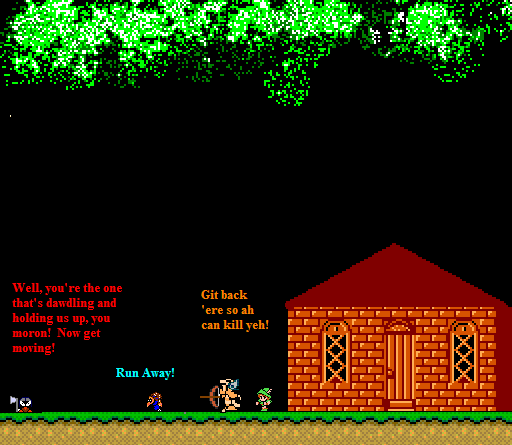 Well, you're the one
that's dawdling and
holding us up, you
moron!  Now get
moving!
Run Away!
Git back
'ere so ah
can kill yeh!